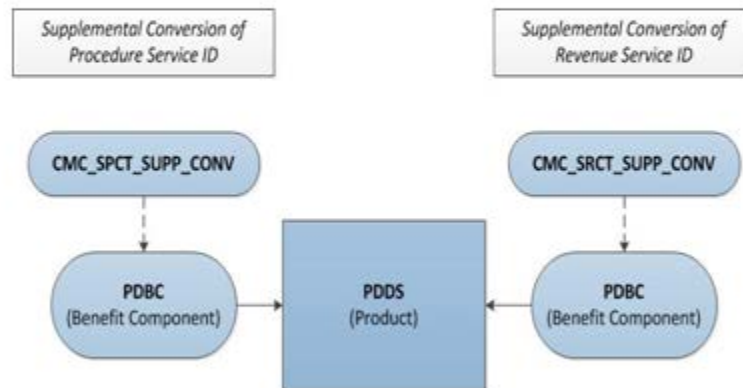 Supplemental Conversion of
Procedure Service ID
Supplemental Conversion of
Revenue Service ID
CMC_SPCT_SUPP_CONV
CMC_SRCT_SUPP_CONV
PDBC
(Benefit Component)
PDDS
(Product)
PDBC
(Benefit Component)